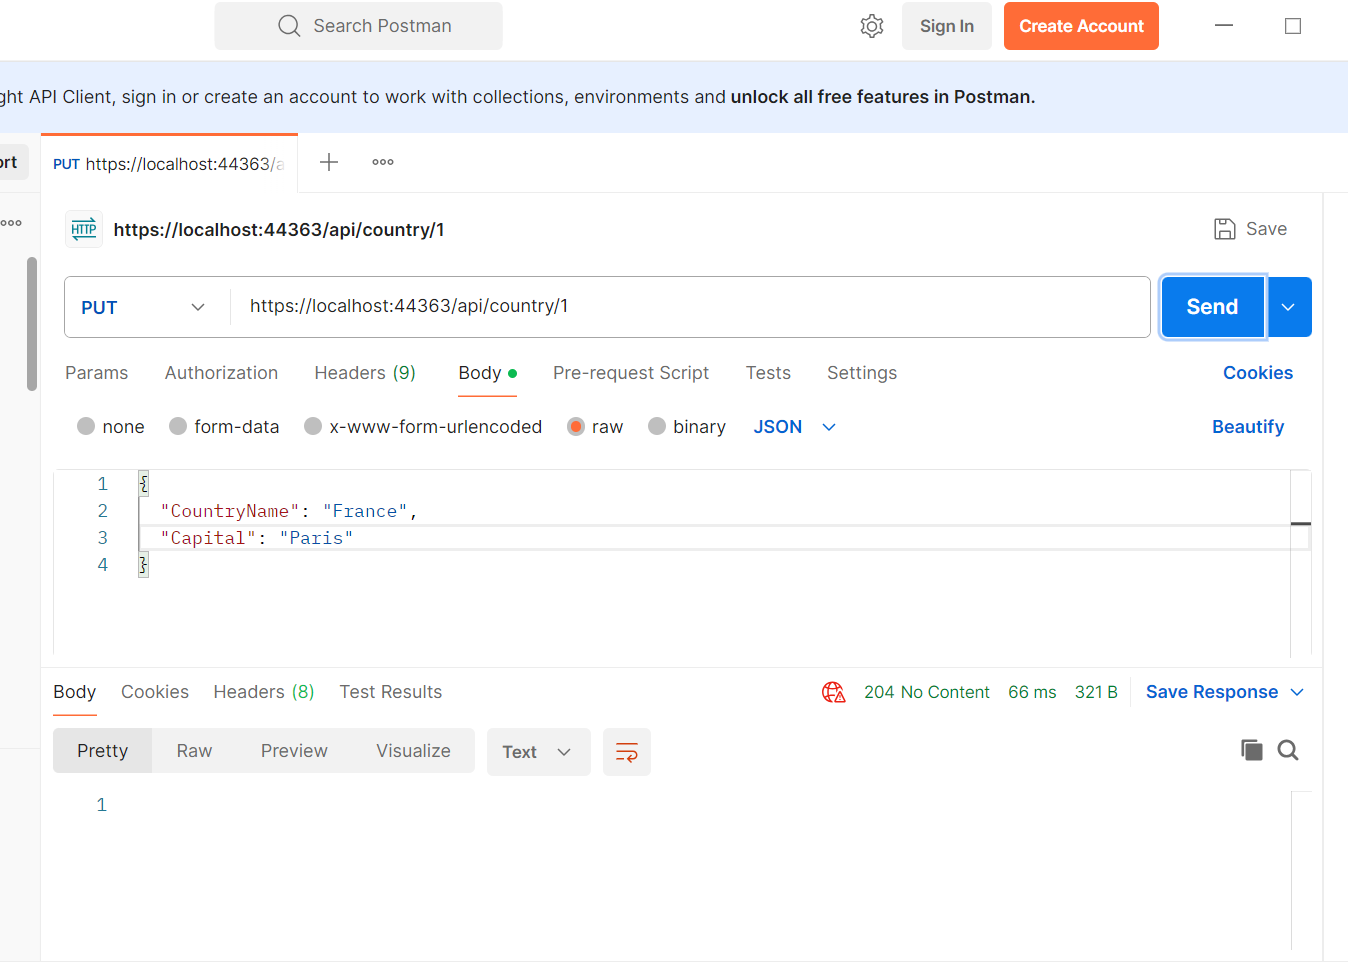 Search Postman
Sign In
Create Account
ght API Client, sign in or create an account to work with collections, environments and unlock all free features in Postman.
ort
PUT https://localhost:44363/a
HTTP
https://localhost:44363/api/country/1
Save
PUT
https://localhost:44363/api/country/1
Send
Params Authorization Headers (9) Body Pre-request Script Tests Settings Cookies
none form-data x-www-form-urlencoded raw binary JSON Beautify
1 {
2 "CountryName": "France",
3 "Capital": "Paris"
4 }
Body Cookies Headers (8) Test Results 204 No Content 66 ms 321 B Save Response
Pretty Raw Preview Visualize Text
1